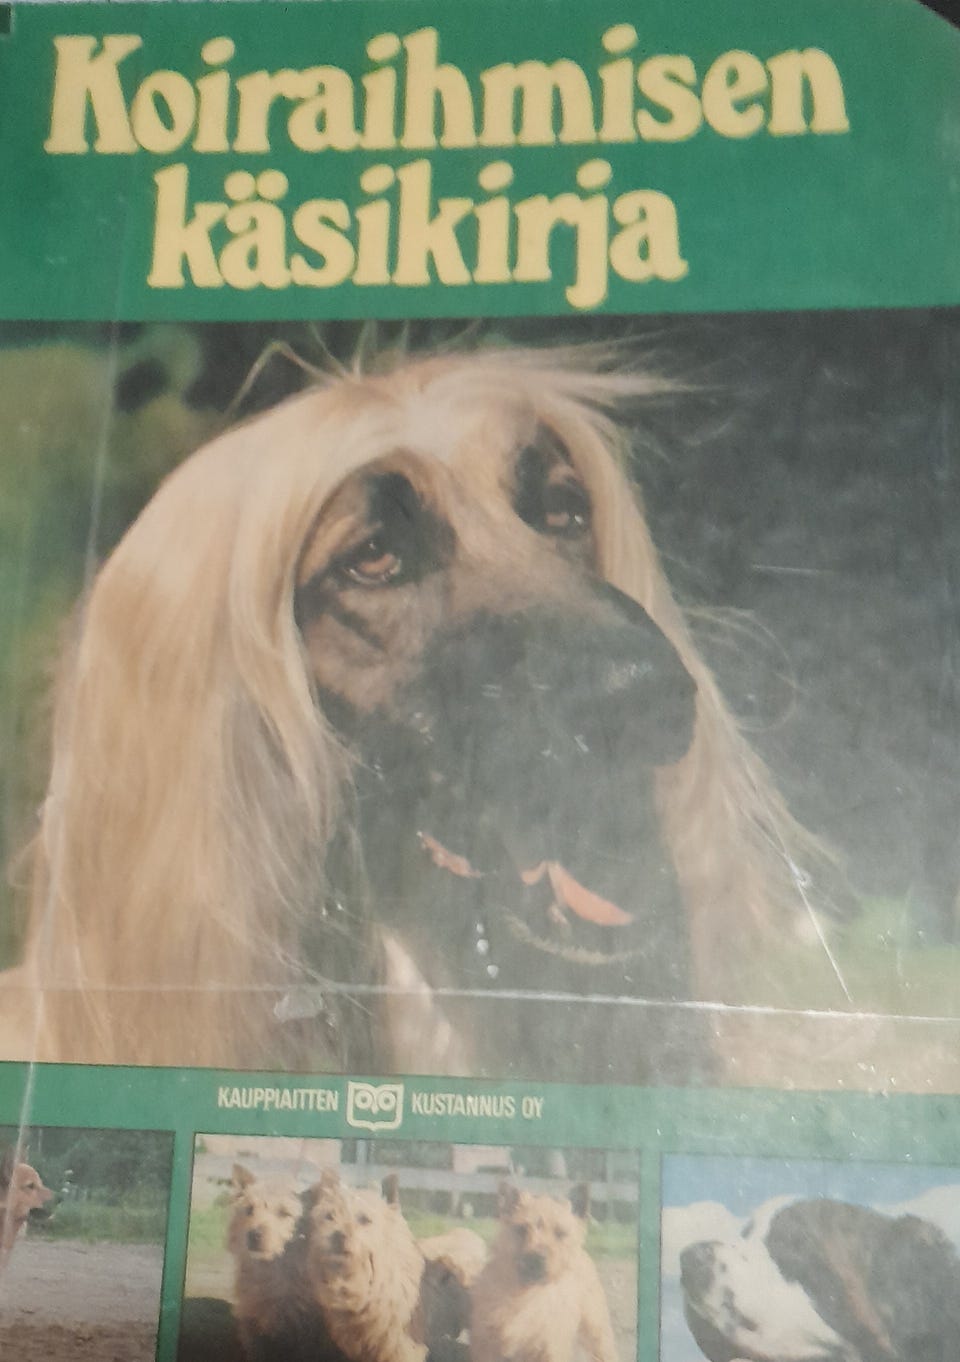 Koiraihmisen
käsikirja
KAUPPIAITTEN KUSTANNUS OY